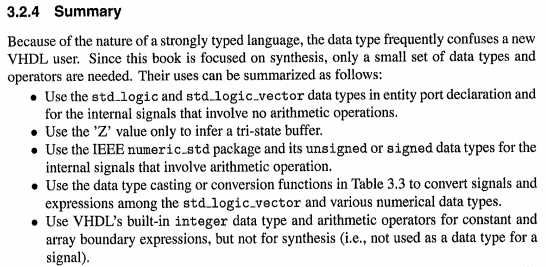 3.2.4 Summary
Because of the nature of a strongly typed language, the data type frequently confuses a new
VHDL user. Since this book is focused on synthesis, only a small set of data types and
operators are needed. Their uses can be summarized as follows:
• Use the std_logic and std_logic_vector data types in entity port declaration and
for the internal signals that involve no arithmetic operations.
• Use the 'Z' value only to infer a tri-state buffer.
• Use the IEEE numeric_std package and its unsigned or signed data types for the
internal signals that involve arithmetic operation.
• Use the data type casting or conversion functions in Table 3.3 to convert signals and
expressions among the std_logic_vector and various numerical data types.
• Use VHDL's built-in integer data type and arithmetic operators for constant and
array boundary expressions, but not for synthesis (i.e., not used as a data type for a
signal).